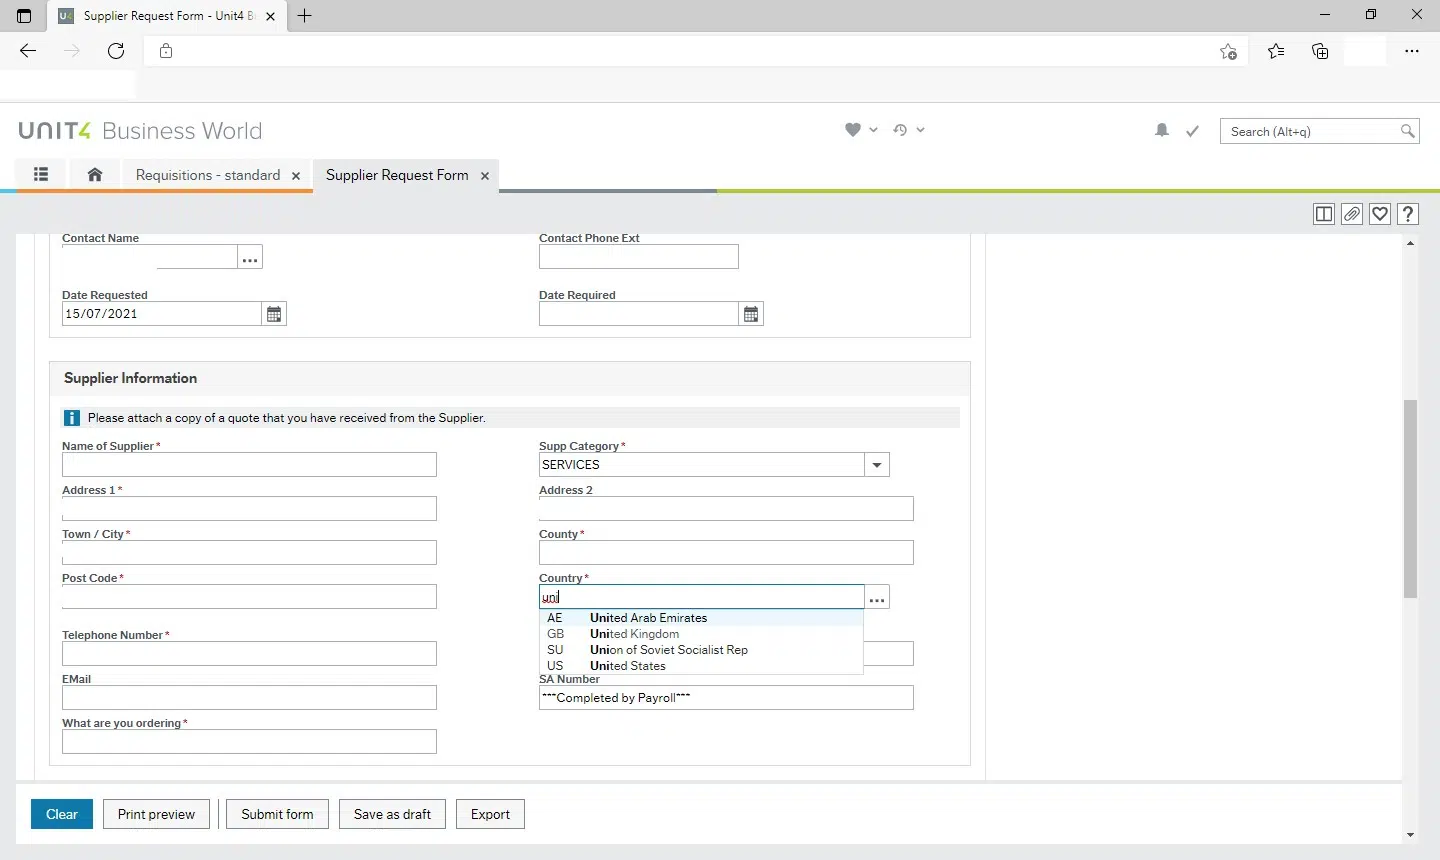 Supplier Request Form - Unit4 B
UNIT4 Business World
Search (Alt+q)
Requisitions - standard
Supplier Request Form
Contact Name
Contact Phone Ext
...
Date Requested
Date Required
15/07/2021
Supplier Information
Please attach a copy of a quote that you have received from the Supplier.
Name of Supplier*
Supp Category*
SERVICES
Address 1*
Address 2
Town / City*
County*
Post Code*
Country*
uni
...
AE United Arab Emirates
GB United Kingdom
SU Union of Soviet Socialist Rep
US United States
Telephone Number*
EMail
SA Number
***Completed by Payroll***
What are you ordering*
Clear
Print preview
Submit form
Save as draft
Export